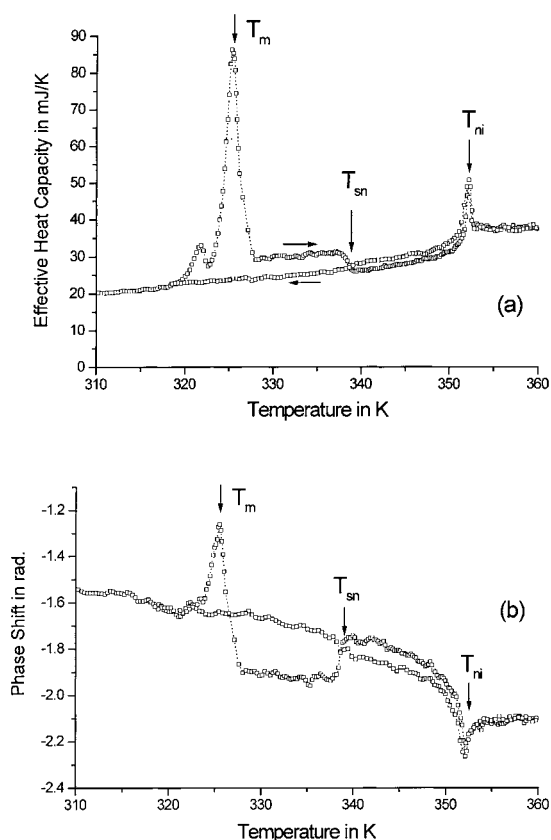 T_m
T_sn
T_ni
90
80
70
60
50
40
30
20
10
0
310
320
330
340
350
360
Effective Heat Capacity in mJ/K
Temperature in K
(a)
T_m
T_sn
T_ni
-1.2
-1.4
-1.6
-1.8
-2.0
-2.2
-2.4
310
320
330
340
350
360
Phase Shift in rad.
Temperature in K
(b)